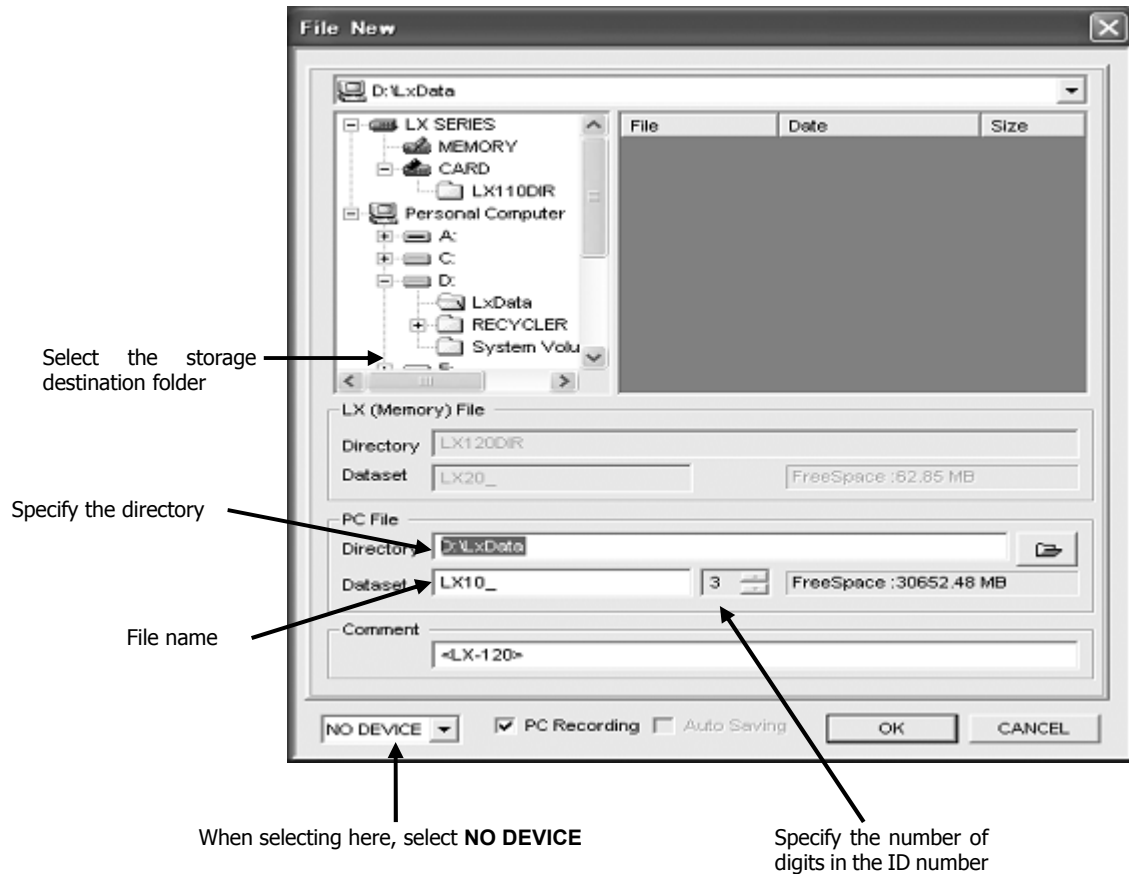 File New
D:\LxData
LX SERIES
MEMORY
CARD
LX110DIR
Personal Computer
A:
C:
D:
LxData
RECYCLER
System Volu
E:
File Date Size
Select the storage
destination folder
LX (Memory) File
Directory LX120DIR
Dataset LX20_ FreeSpace :62.85 MB
Specify the directory
PC File
Directory D:\LxData
Dataset LX10_ 3 FreeSpace :30652.48 MB
File name
Comment
<LX-120>
NO DEVICE PC Recording Auto Saving OK CANCEL
When selecting here, select NO DEVICE
Specify the number of
digits in the ID number